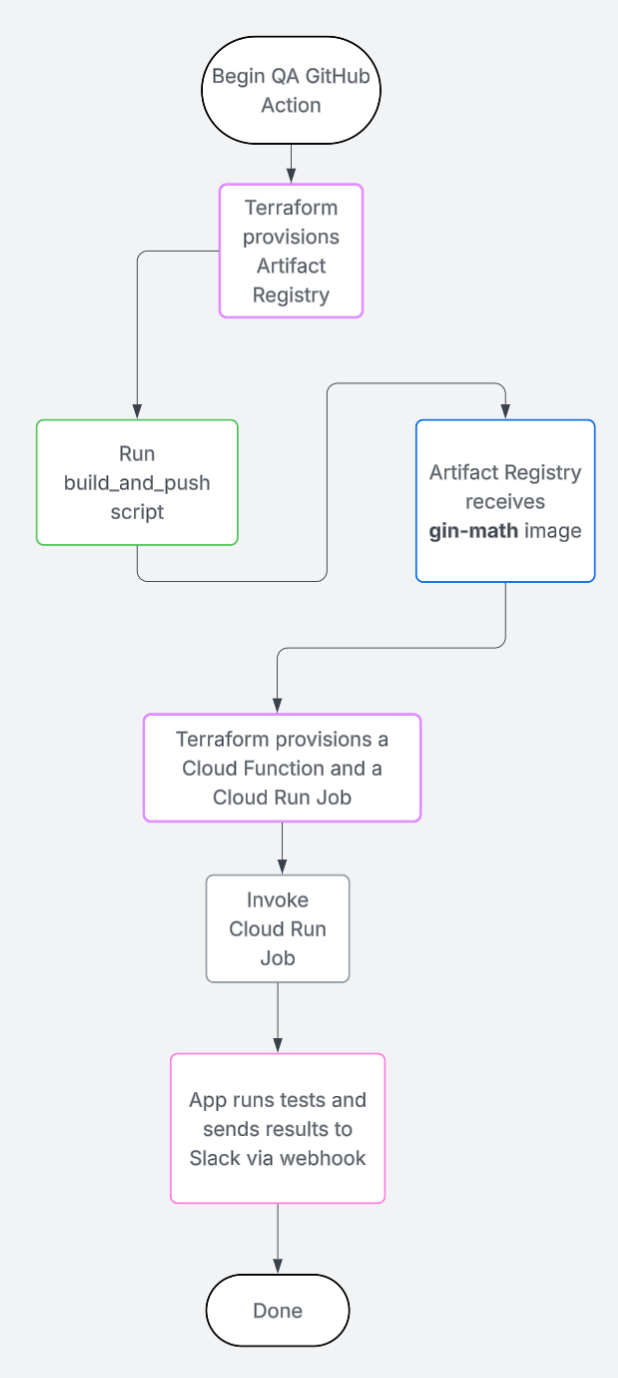 Begin QA GitHub
Action
Terraform
provisions
Artifact
Registry
Run
build_and_push
script
Artifact Registry
receives
gin-math image
Terraform provisions a
Cloud Function and a
Cloud Run Job
Invoke
Cloud Run
Job
App runs tests and
sends results to
Slack via webhook
Done